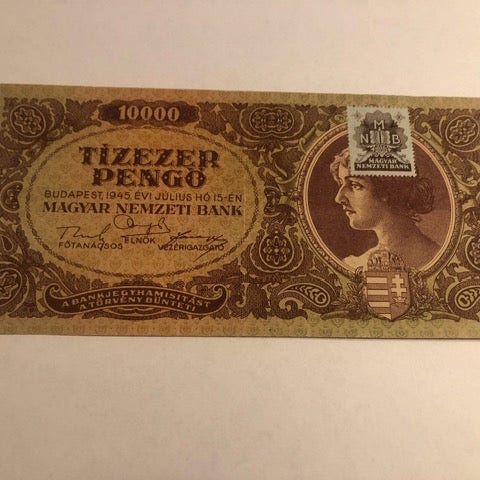 10000
TÍZEZER
PENGŐ
BUDAPEST, 1945. ÉVI JÚLIUS HÓ 15-ÉN
MAGYAR NEMZETI BANK
FŐTANÁCSOS ELNÖK VEZÉRIGAZGATÓ
A BANKJEGYHAMISÍTÁST
A TÖRVÉNY BÜNTETI
M
N B
MAGYAR
NEMZETI BANK